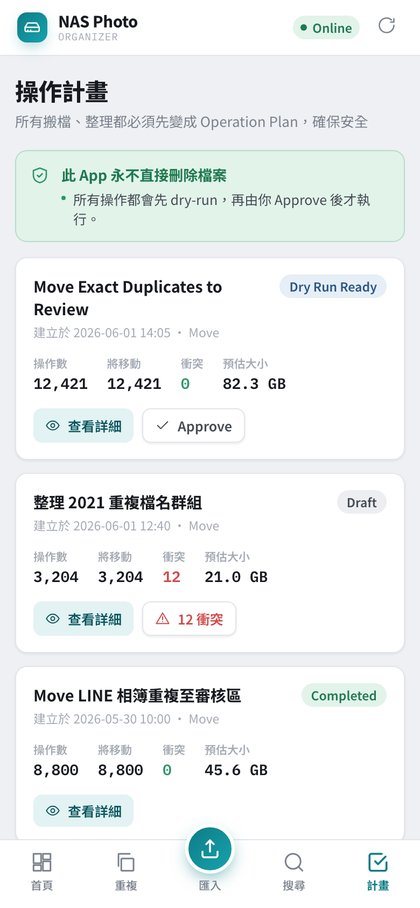 NAS Photo
ORGANIZER
Online
操作計畫
所有搬檔、整理都必須先變成 Operation Plan，確保安全
此 App 永不直接刪除檔案
• 所有操作都會先 dry-run，再由你 Approve 後才執
行。
Move Exact Duplicates to
Review
Dry Run Ready
建立於 2026-06-01 14:05 • Move
操作數 將移動 衝突 預估大小
12,421 12,421 0 82.3 GB
查看詳細 Approve
整理 2021 重複檔名群組
Draft
建立於 2026-06-01 12:40 • Move
操作數 將移動 衝突 預估大小
3,204 3,204 12 21.0 GB
查看詳細 12 衝突
Move LINE 相簿重複至審核區
Completed
建立於 2026-05-30 10:00 • Move
操作數 將移動 衝突 預估大小
8,800 8,800 0 45.6 GB
查看詳細
首頁 重複 匯入 搜尋 計畫